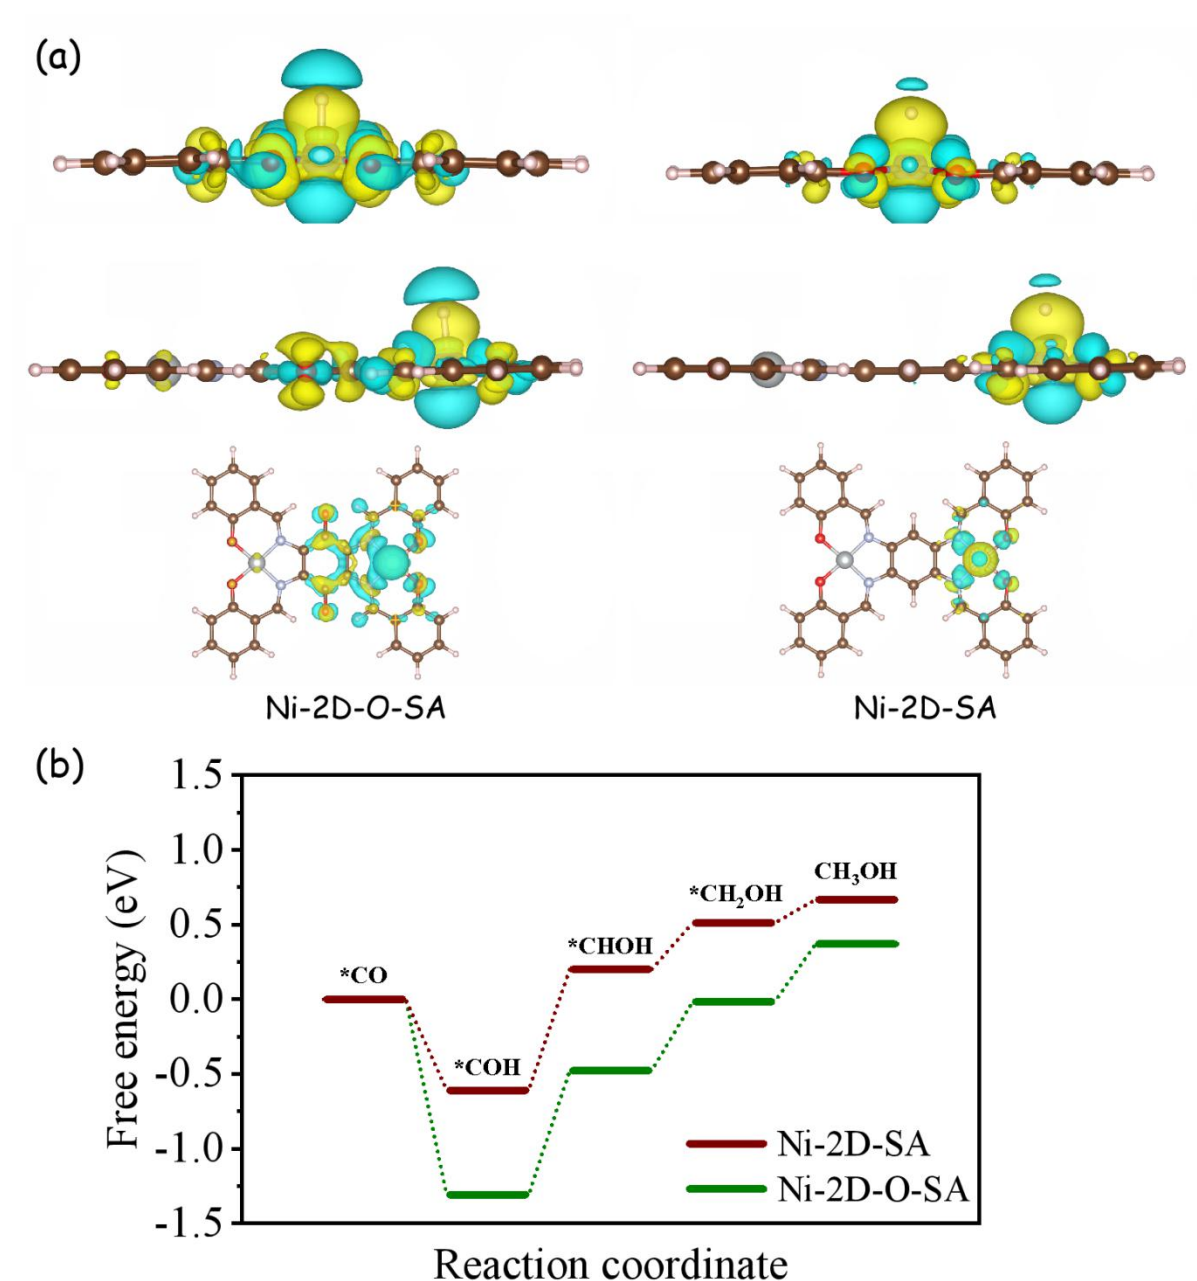 (a)
Ni-2D-O-SA
Ni-2D-SA
(b)
1.5
1.0
0.5
0.0
-0.5
-1.0
-1.5
Free energy (eV)
*CO
*COH
*CHOH
*CH₂OH
CH₃OH
Ni-2D-SA
Ni-2D-O-SA
Reaction coordinate